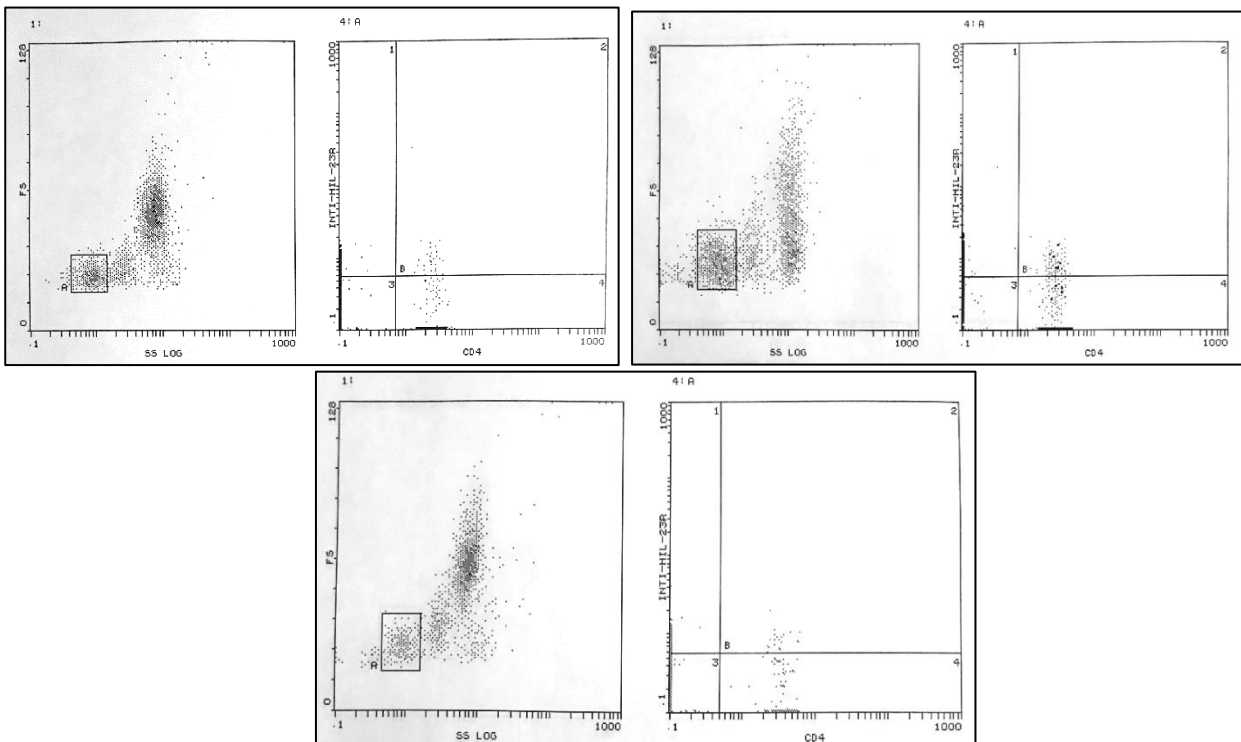 1:
4: A
128
FS
0
A
.1
SS LOG
1000
1000
INTI-HIL-23R
.1
1
2
B
3
4
.1
CD4
1000
1:
4: A
128
FS
0
A
.1
SS LOG
1000
1000
INTI-HIL-23R
.1
1
2
B
3
4
.1
CD4
1000
1:
4: A
128
FS
0
A
.1
SS LOG
1000
1000
INTI-HIL-23R
.1
1
2
B
3
4
.1
CD4
1000